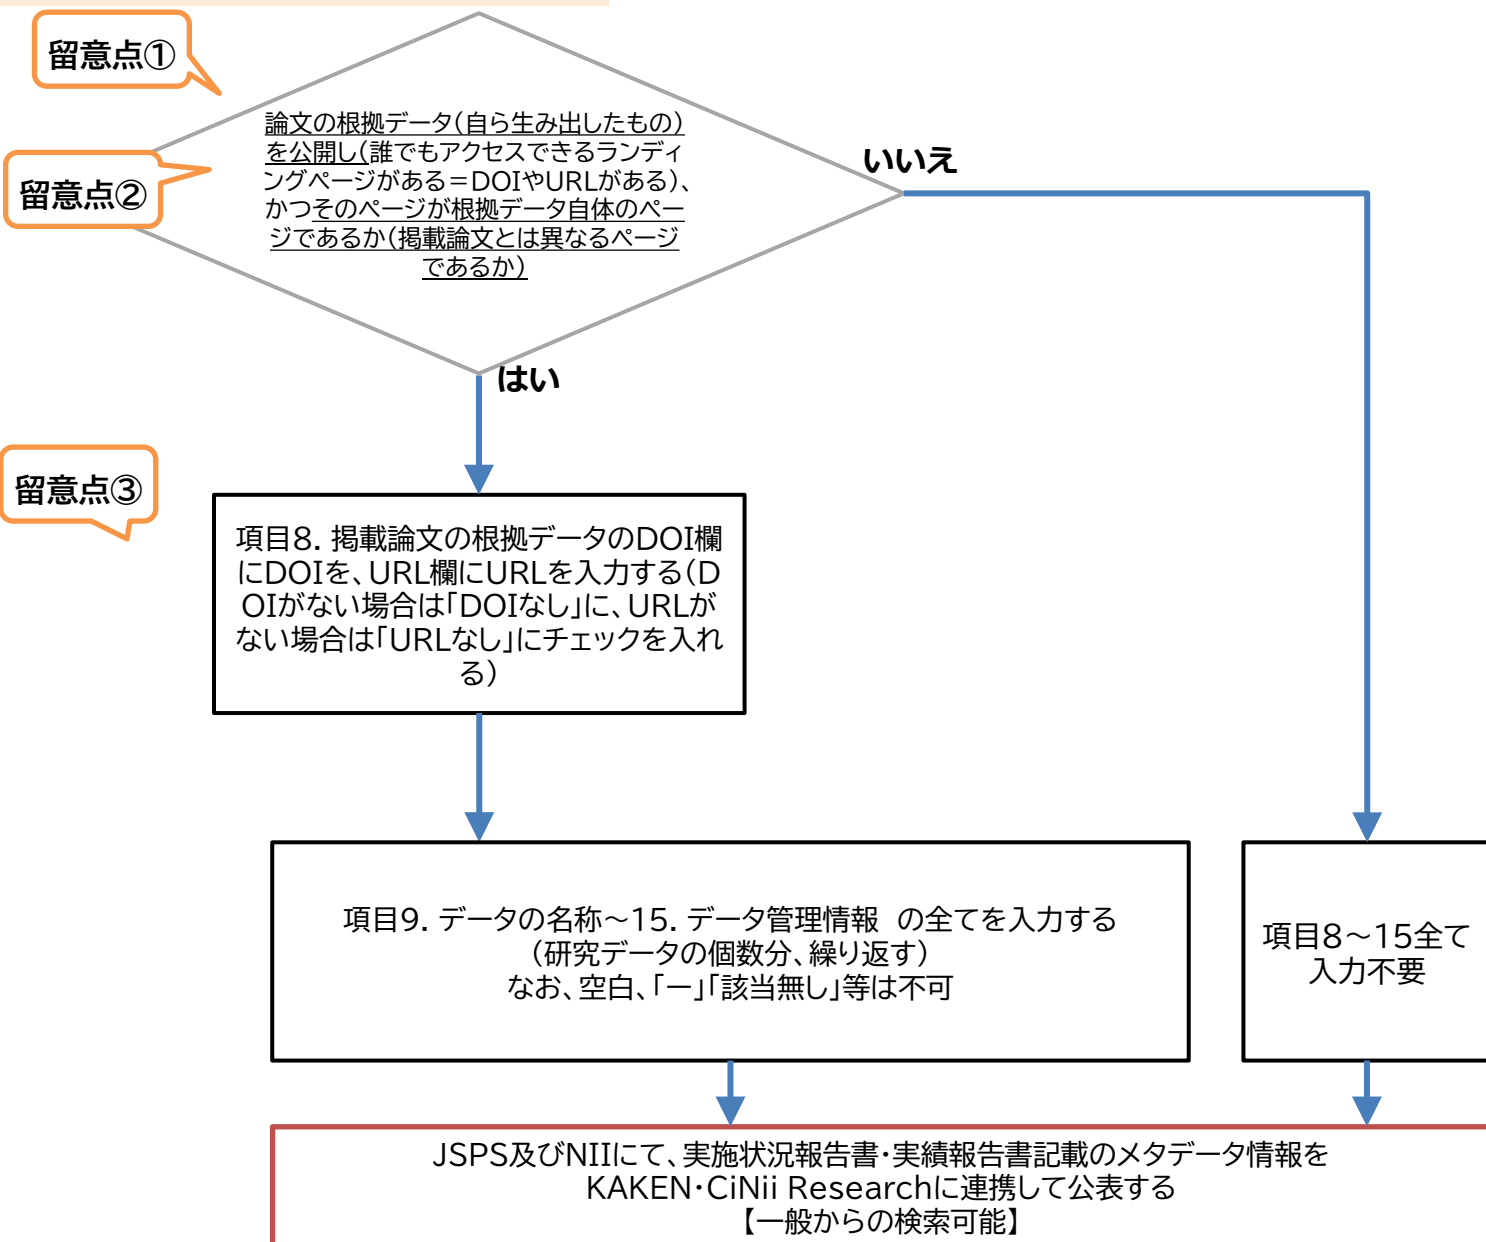 留意点①
論文の根拠データ(自ら生み出したもの)
を公開し(誰でもアクセスできるランディ
ングページがある=DOIやURLがある)、
かつそのページが根拠データ自体のペー
ジであるか(掲載論文とは異なるページ
であるか)
留意点②
いいえ
はい
留意点③
項目8. 掲載論文の根拠データのDOI欄
にDOIを、URL欄にURLを入力する(D
OIがない場合は「DOIなし」に、URLが
ない場合は「URLなし」にチェックを入れ
る)
項目9. データの名称~15. データ管理情報 の全てを入力する
(研究データの個数分、繰り返す)
なお、空白、「-」「該当無し」等は不可
項目8~15全て
入力不要
JSPS及びNIIにて、実施状況報告書・実績報告書記載のメタデータ情報を
KAKEN・CiNii Researchに連携して公表する
【一般からの検索可能】